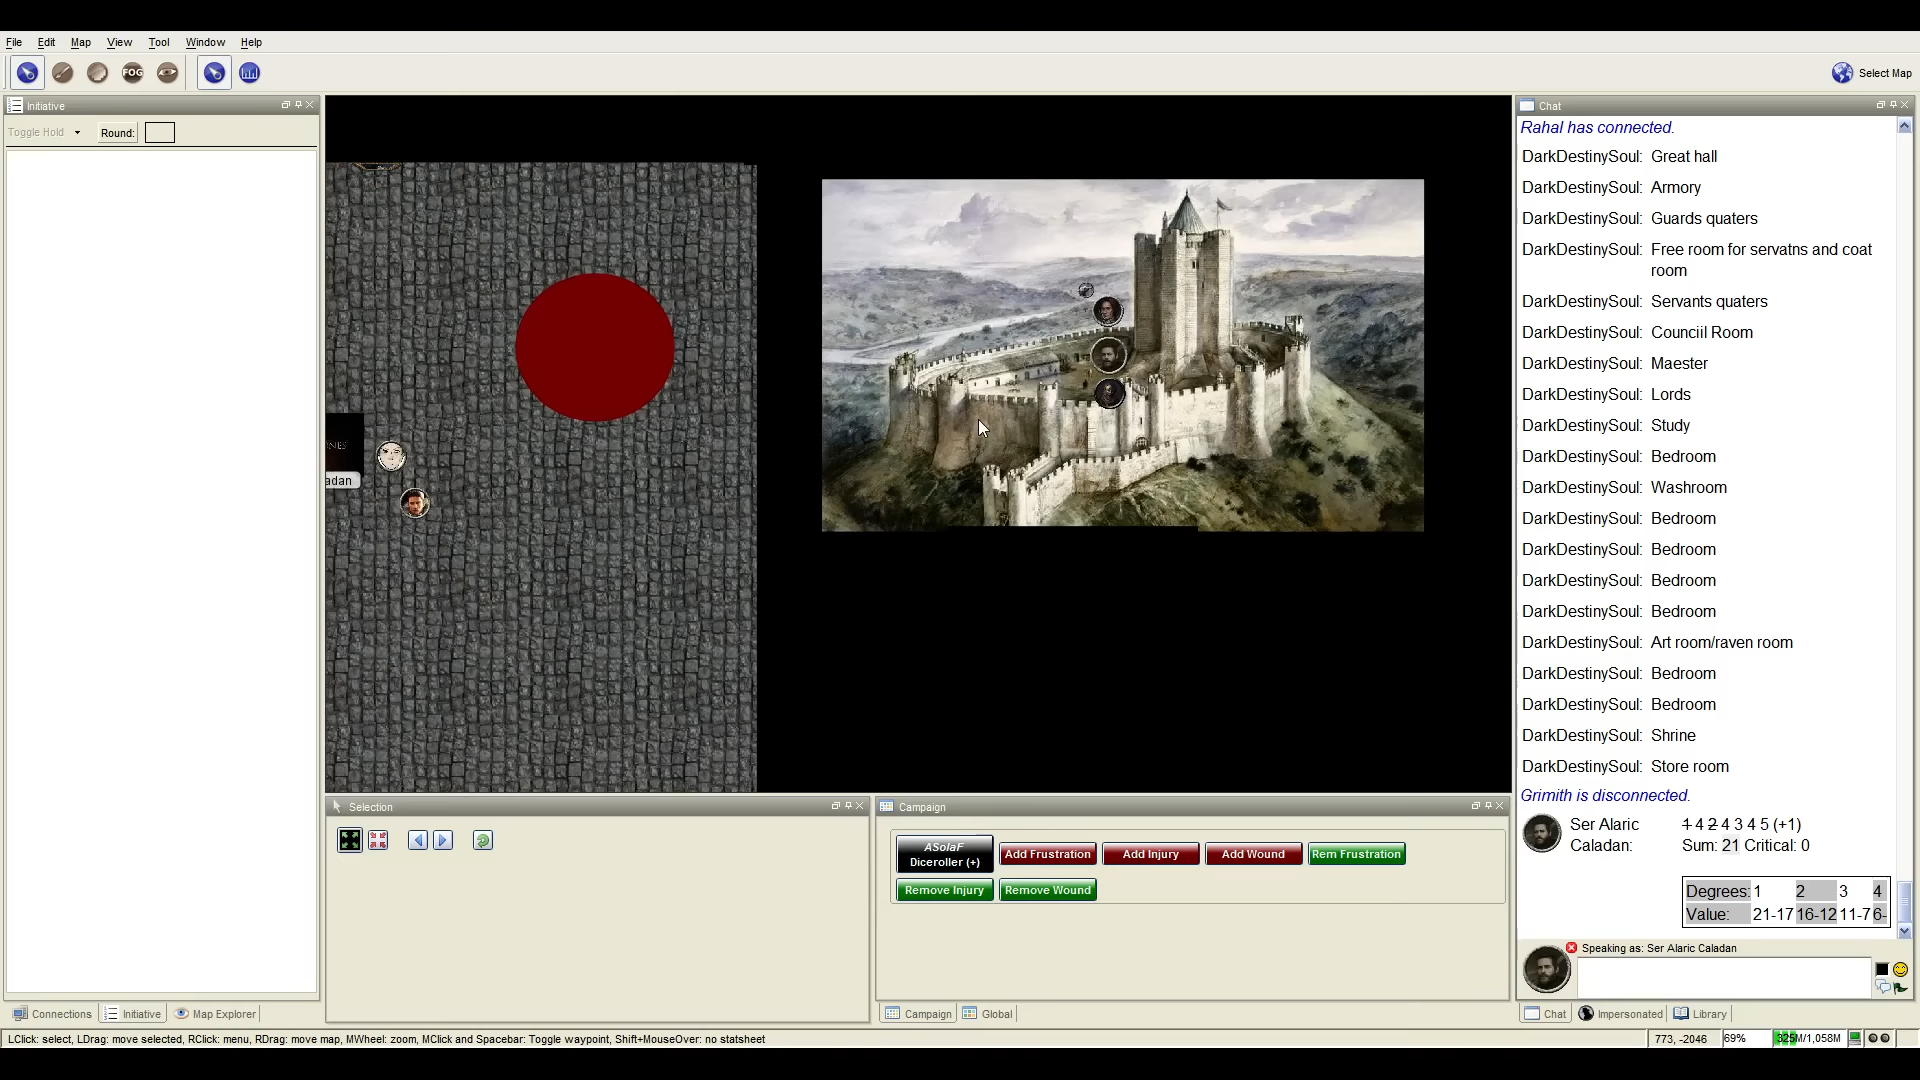 File Edit Map View Tool Window Help
FOG
Select Map
Initiative
Toggle Hold Round:
Chat
Rahal has connected.
DarkDestinySoul: Great hall
DarkDestinySoul: Armory
DarkDestinySoul: Guards quaters
DarkDestinySoul: Free room for servatns and coat
room
DarkDestinySoul: Servants quaters
DarkDestinySoul: Counciil Room
DarkDestinySoul: Maester
DarkDestinySoul: Lords
DarkDestinySoul: Study
DarkDestinySoul: Bedroom
DarkDestinySoul: Washroom
DarkDestinySoul: Bedroom
DarkDestinySoul: Bedroom
DarkDestinySoul: Bedroom
DarkDestinySoul: Bedroom
DarkDestinySoul: Art room/raven room
DarkDestinySoul: Bedroom
DarkDestinySoul: Bedroom
DarkDestinySoul: Shrine
DarkDestinySoul: Store room
Grimith is disconnected.
Ser Alaric 1 4 2 4 3 4 5 (+1)
Caladan: Sum: 21 Critical: 0
Degrees: 1 2 3 4
Value: 21-17 16-12 11-7 6-
Speaking as: Ser Alaric Caladan
Chat Impersonated Library
ONES
adan
Selection
Campaign
ASoIaF
Diceroller (+)
Add Frustration Add Injury Add Wound Rem Frustration
Remove Injury Remove Wound
Campaign Global
Connections Initiative Map Explorer
LClick: select, LDrag: move selected, RClick: menu, RDrag: move map, MWheel: zoom, MClick and Spacebar: Toggle waypoint, Shift+MouseOver: no statsheet
773, -2046 69% 325M/1,058M